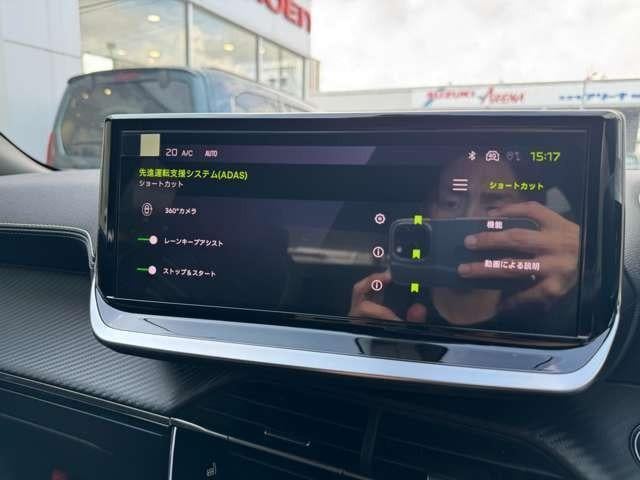 ROEN
SUZUKI ARENA
20 A/C AUTO
15:17
先進運転支援システム(ADAS)
ショートカット
ショートカット
360°カメラ
機能
レーンキープアシスト
動画による説明
ストップ&スタート